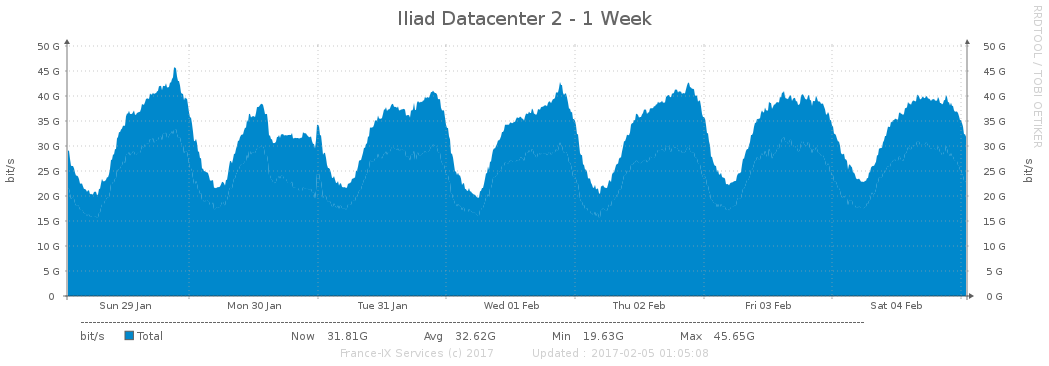 Iliad Datacenter 2 - 1 Week
RRDTOOL / TOBI OETIKER
50 G 50 G
45 G 45 G
40 G 40 G
35 G 35 G
30 G 30 G
25 G 25 G
20 G 20 G
15 G 15 G
10 G 10 G
5 G 5 G
0 0 G
bit/s bit/s
Sun 29 Jan Mon 30 Jan Tue 31 Jan Wed 01 Feb Thu 02 Feb Fri 03 Feb Sat 04 Feb
bit/s Total Now 31.81G Avg 32.62G Min 19.63G Max 45.65G
France-IX Services (c) 2017 Updated : 2017-02-05 01:05:08